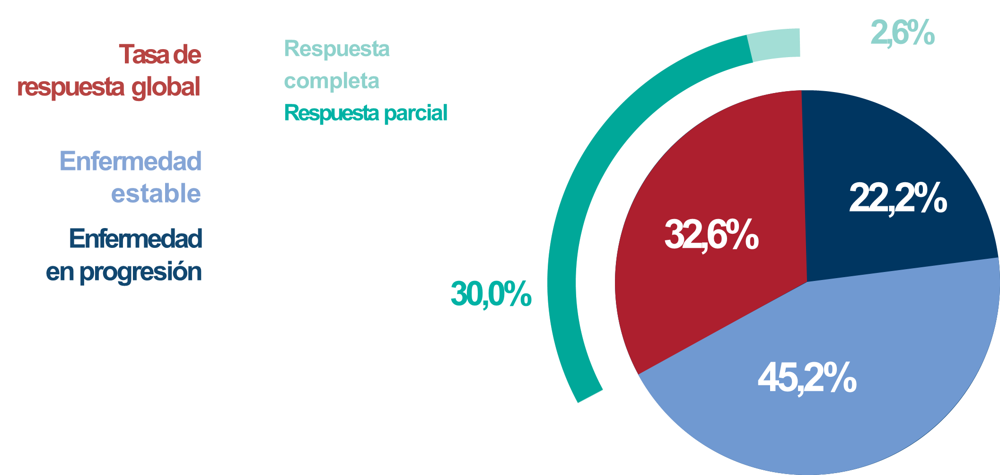 Tasa de
respuesta global
Enfermedad
estable
Enfermedad
en progresión
Respuesta
completa
Respuesta parcial
2,6%
22,2%
32,6%
30,0%
45,2%